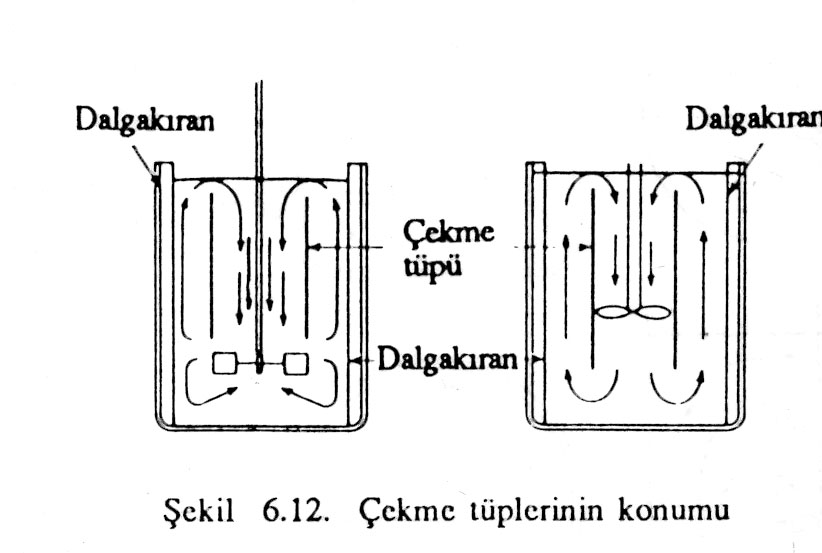 Dalgakıran
Dalgakıran
Çekme
tüpü
Dalgakıran
Şekil 6.12. Çekme tüplerinin konumu